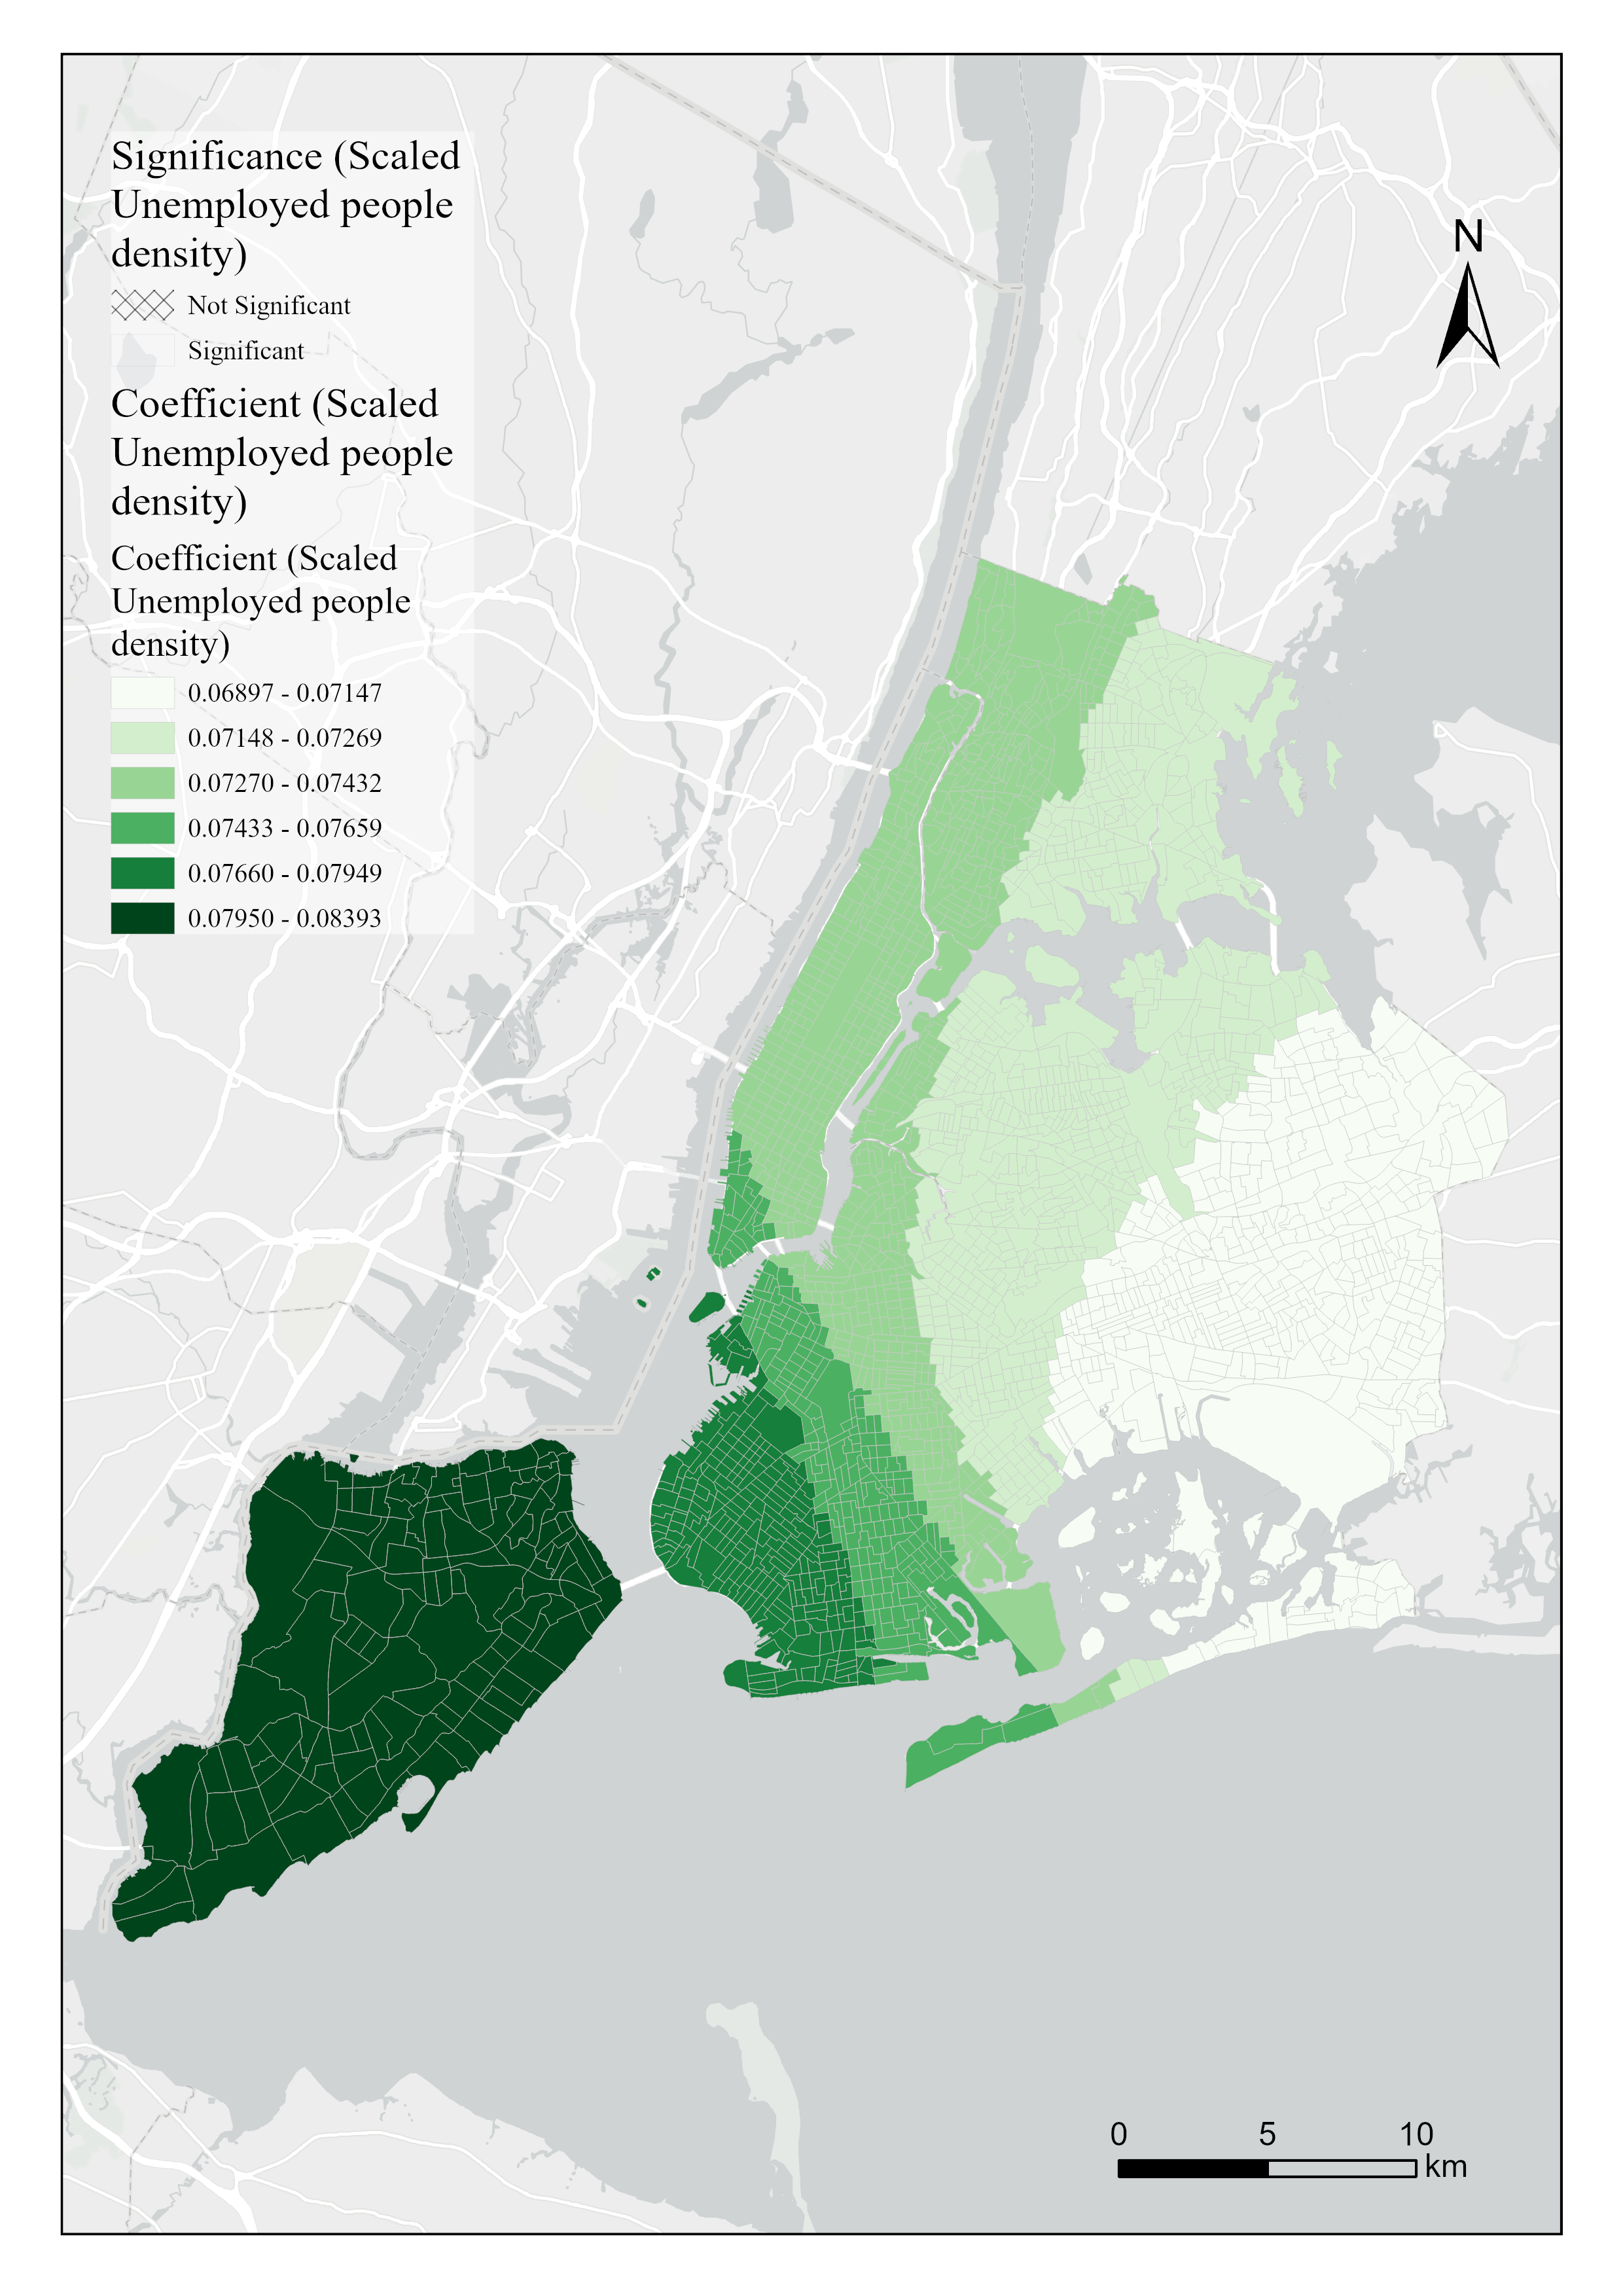 Significance (Scaled
Unemployed people
density)
Not Significant
Significant
Coefficient (Scaled
Unemployed people
density)
Coefficient (Scaled
Unemployed people
density)
0.06897 - 0.07147
0.07148 - 0.07269
0.07270 - 0.07432
0.07433 - 0.07659
0.07660 - 0.07949
0.07950 - 0.08393
N
0 5 10
km